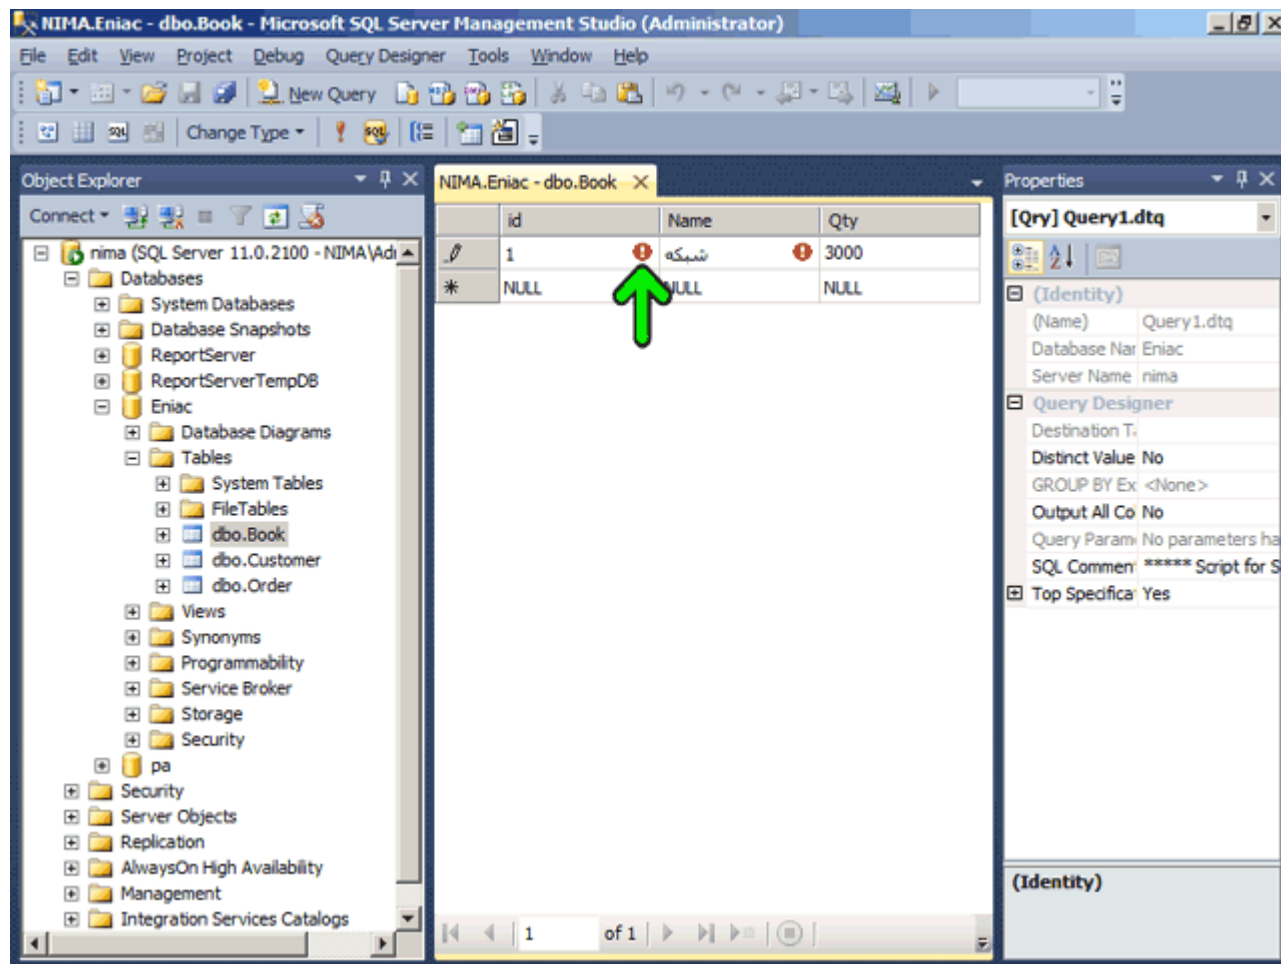 NIMA.Eniac - dbo.Book - Microsoft SQL Server Management Studio (Administrator)
File Edit View Project Debug Query Designer Tools Window Help
New Query
Change Type
Object Explorer
Connect
nima (SQL Server 11.0.2100 - NIMA\Adı
Databases
System Databases
Database Snapshots
ReportServer
ReportServerTempDB
Eniac
Database Diagrams
Tables
System Tables
FileTables
dbo.Book
dbo.Customer
dbo.Order
Views
Synonyms
Programmability
Service Broker
Storage
Security
pa
Security
Server Objects
Replication
AlwaysOn High Availability
Management
Integration Services Catalogs
NIMA.Eniac - dbo.Book
id Name Qty
1 شبکه 3000
NULL NULL NULL
1 of 1
Properties
[Qry] Query1.dtq
(Identity)
(Name) Query1.dtq
Database Nar Eniac
Server Name nima
Query Designer
Destination T
Distinct Value No
GROUP BY Ex <None>
Output All Co No
Query Param No parameters ha
SQL Commen ***** Script for S
Top Specifica Yes
(Identity)